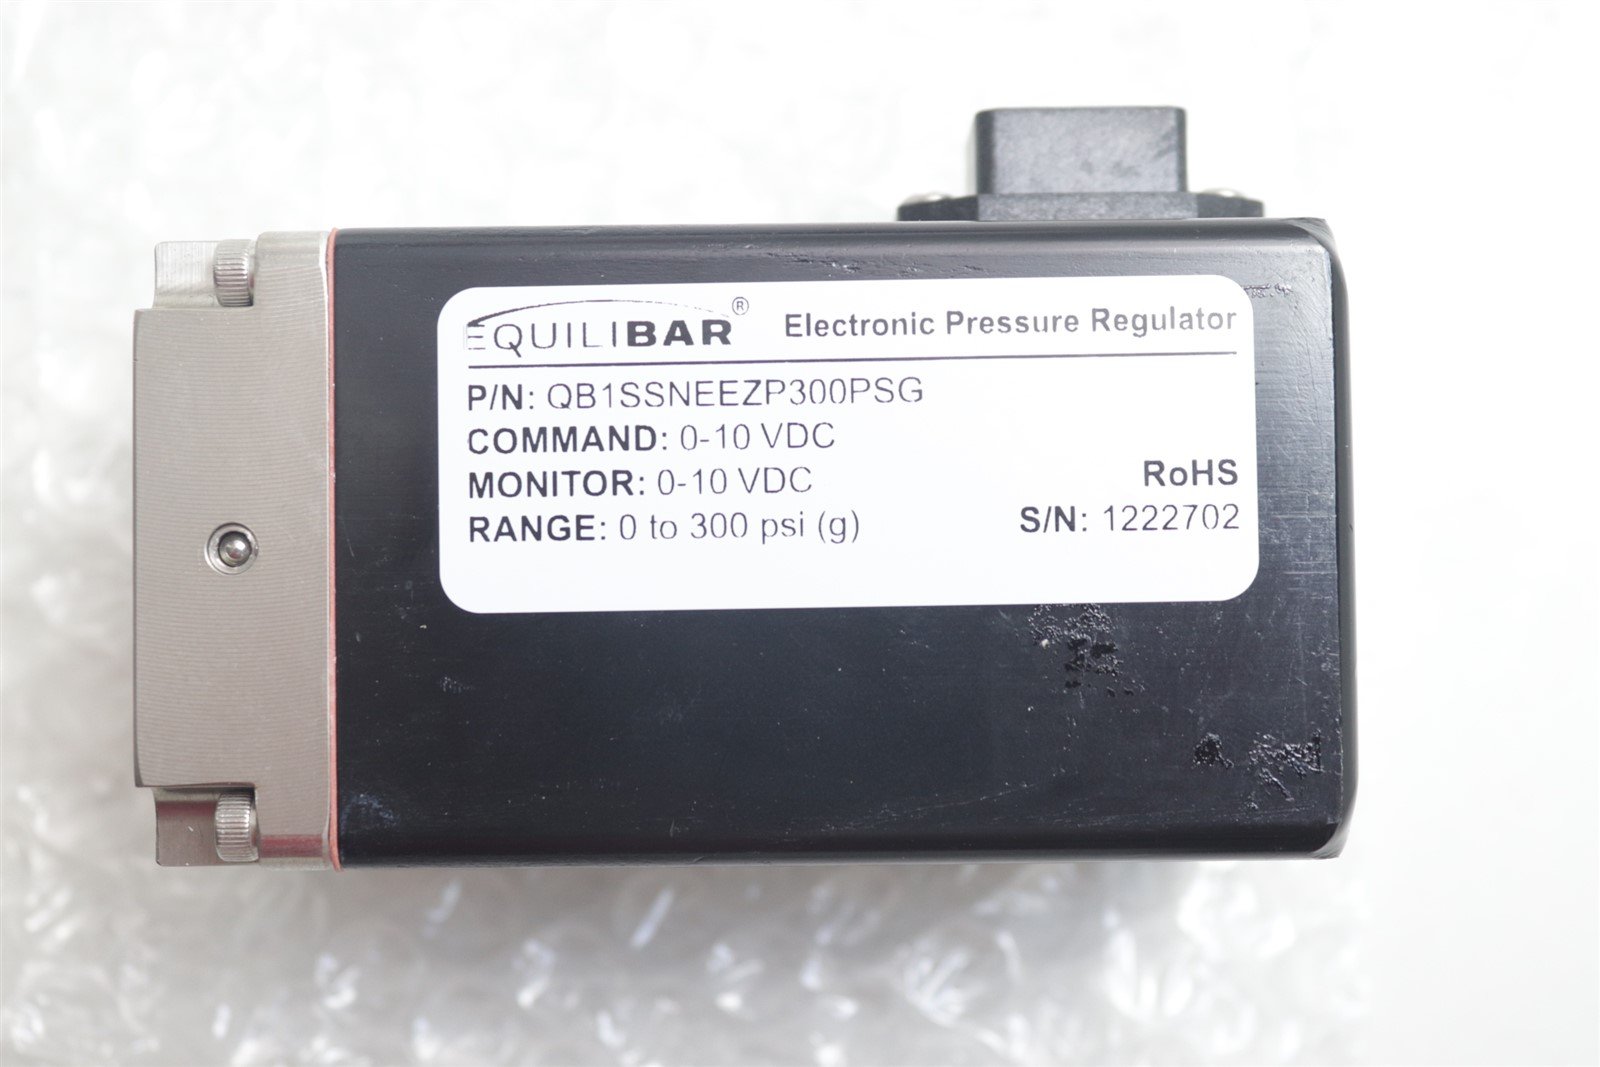 EQUILIBAR® Electronic Pressure Regulator
P/N: QB1SSNEEZP300PSG
COMMAND: 0-10 VDC
MONITOR: 0-10 VDC
RoHS
RANGE: 0 to 300 psi (g)
S/N: 1222702